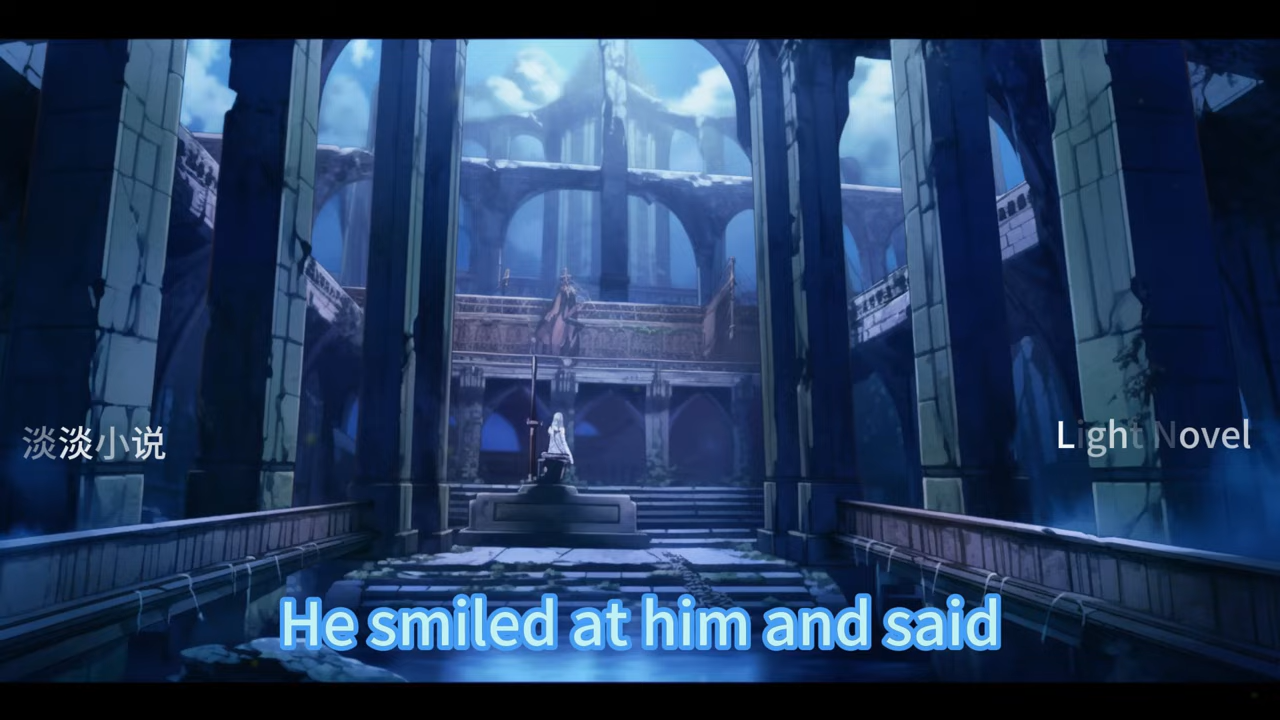 淡淡小说
Light Novel
He smiled at him and said